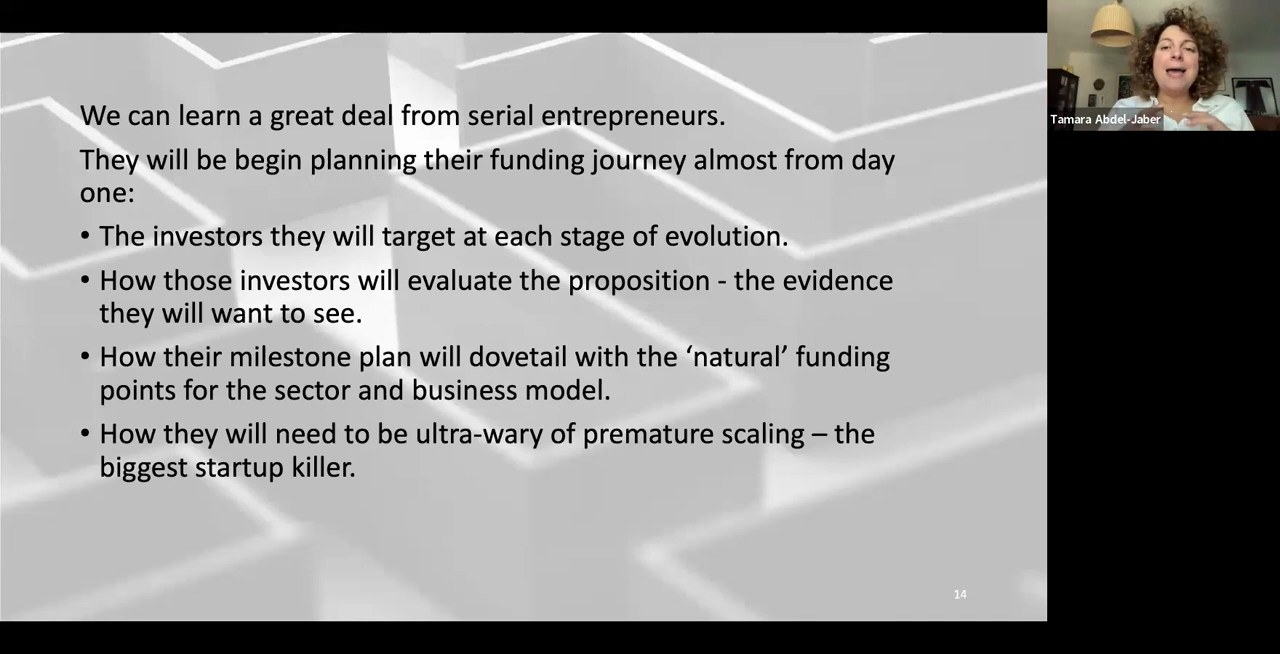 We can learn a great deal from serial entrepreneurs.
They will be begin planning their funding journey almost from day
one:
• The investors they will target at each stage of evolution.
• How those investors will evaluate the proposition - the evidence
they will want to see.
• How their milestone plan will dovetail with the ‘natural’ funding
points for the sector and business model.
• How they will need to be ultra-wary of premature scaling – the
biggest startup killer.
14
Tamara Abdel-Jaber